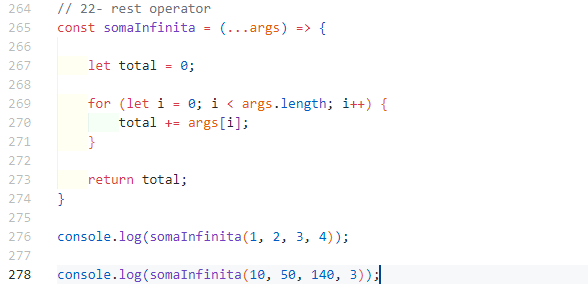 264 // 22- rest operator
265 const somaInfinita = (...args) => {
266
267 let total = 0;
268
269 for (let i = 0; i < args.length; i++) {
270 total += args[i];
271 }
272
273 return total;
274 }
275
276 console.log(somaInfinita(1, 2, 3, 4));
277
278 console.log(somaInfinita(10, 50, 140, 3));